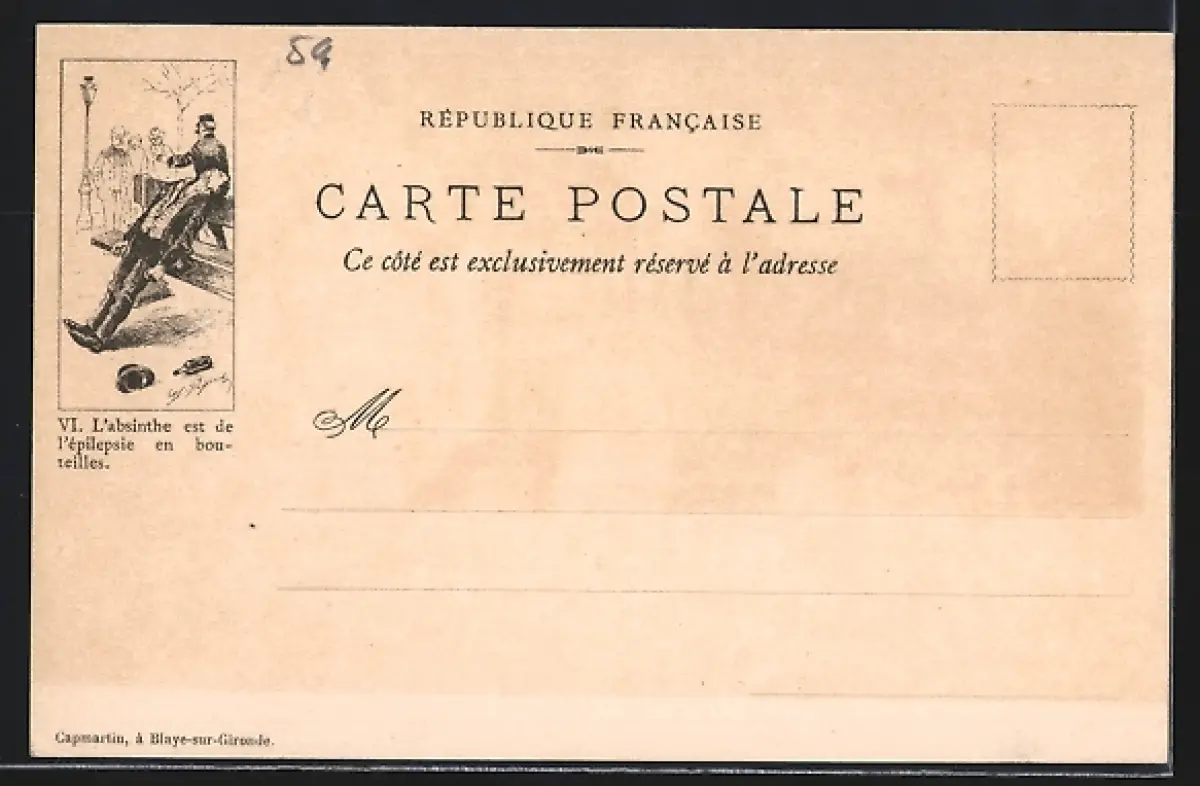 59
RÉPUBLIQUE FRANÇAISE
CARTE POSTALE
Ce côté est exclusivement réservé à l'adresse
M
VI. L'absinthe est de
l'épilepsie en bou-
teilles.
Capmartin, à Blaye-sur-Gironde.